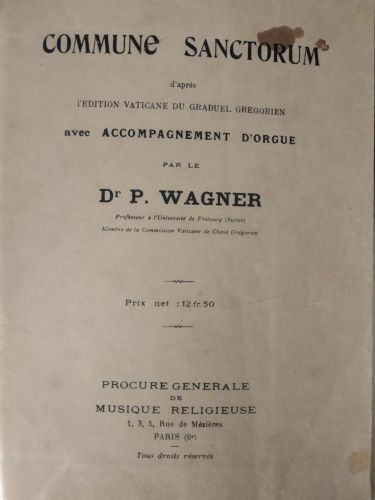 COMMUNE SANCTORUM
d'après
l'EDITION VATICANE DU GRADUEL GREGORIEN
avec ACCOMPAGNEMENT D'ORGUE
PAR LE
Dr P. WAGNER
Professeur à l'Université de Fribourg (Suisse)
Membre de la Commission Vaticane de Chant Grégorien
Prix net : 12 fr. 50
PROCURE GENERALE
DE
MUSIQUE RELIGIEUSE
1, 3, 5, Rue de Mézières
PARIS (6e)
Tous droits réservés